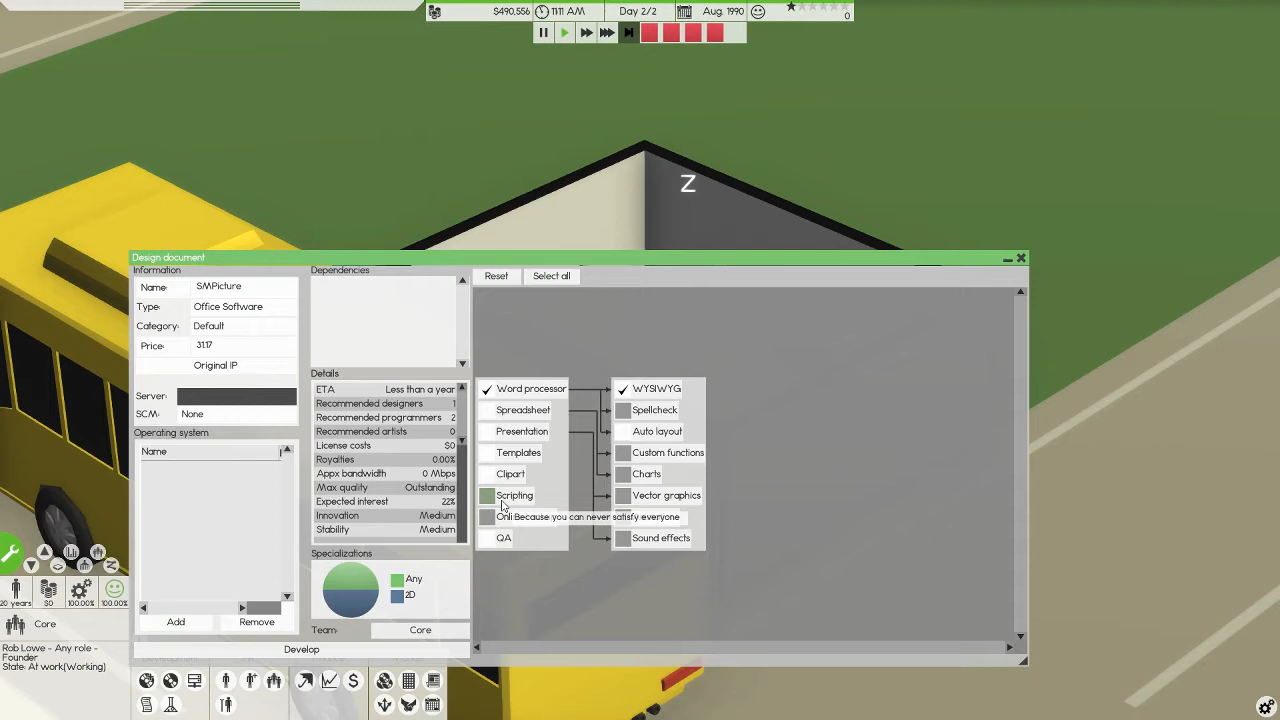 $490,556 11:11 AM Day 2/2 Aug. 1990 0
Z
Design document
Information
Name: SMPicture
Type: Office Software
Category: Default
Price: 31.17
Original IP
Server:
SCM: None
Operating system
Name
Add Remove
Dependencies
Details
ETA Less than a year
Recommended designers 1
Recommended programmers 2
Recommended artists 0
License costs $0
Royalties 0.00%
Appx bandwidth 0 Mbps
Max quality Outstanding
Expected interest 22%
Innovation Medium
Stability Medium
Specializations
Any
2D
Team: Core
Develop
Reset Select all
Word processor WYSIWYG
Spreadsheet Spellcheck
Presentation Auto layout
Templates Custom functions
Clipart Charts
Scripting Vector graphics
Onli Because you can never satisfy everyone
QA Sound effects
20 years $0 100.00% 100.00%
Core
Rob Lowe - Any role -
Founder
State: At work(Working)